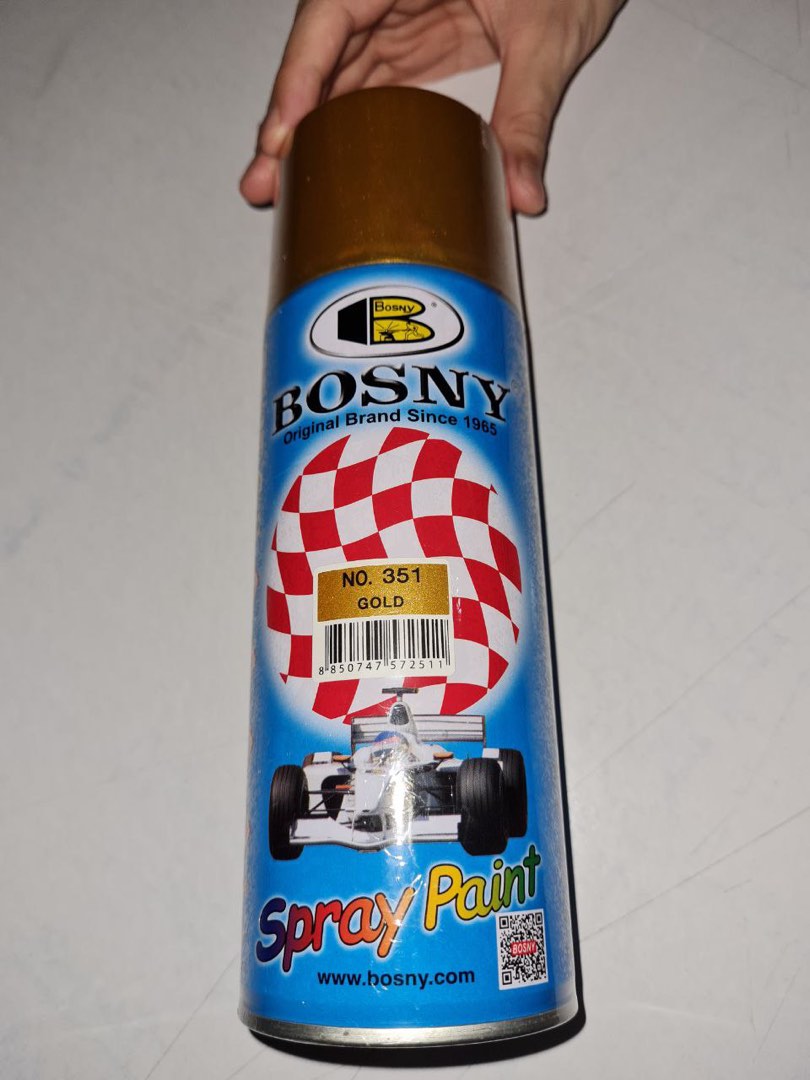 BOSNY
BOSNY
Original Brand Since 1965
NO. 351
GOLD
8 850747 572511
Spray Paint
BOSNY
www.bosny.com